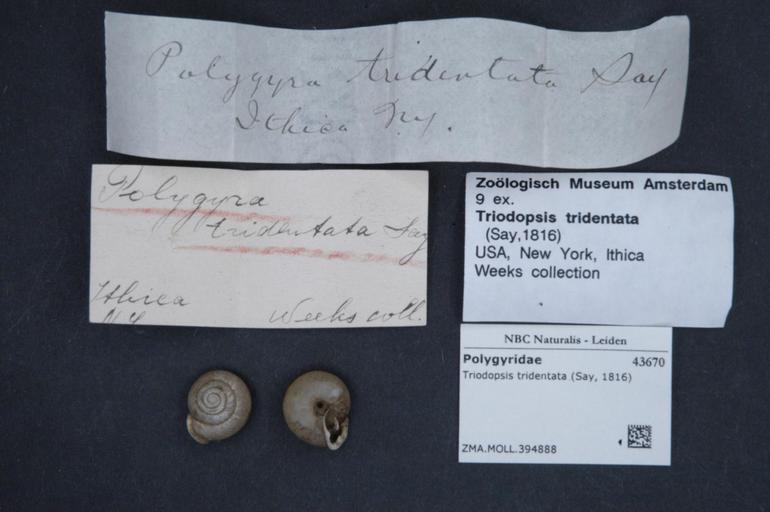 Polygyra tridentata Say
Ithica N.Y.
Polygyra
tridentata Say
Ithica
N.Y.
Weeks coll.
Zoölogisch Museum Amsterdam
9 ex.
Triodopsis tridentata
(Say,1816)
USA, New York, Ithica
Weeks collection
NBC Naturalis - Leiden
Polygyridae 43670
Triodopsis tridentata (Say, 1816)
ZMA.MOLL.394888